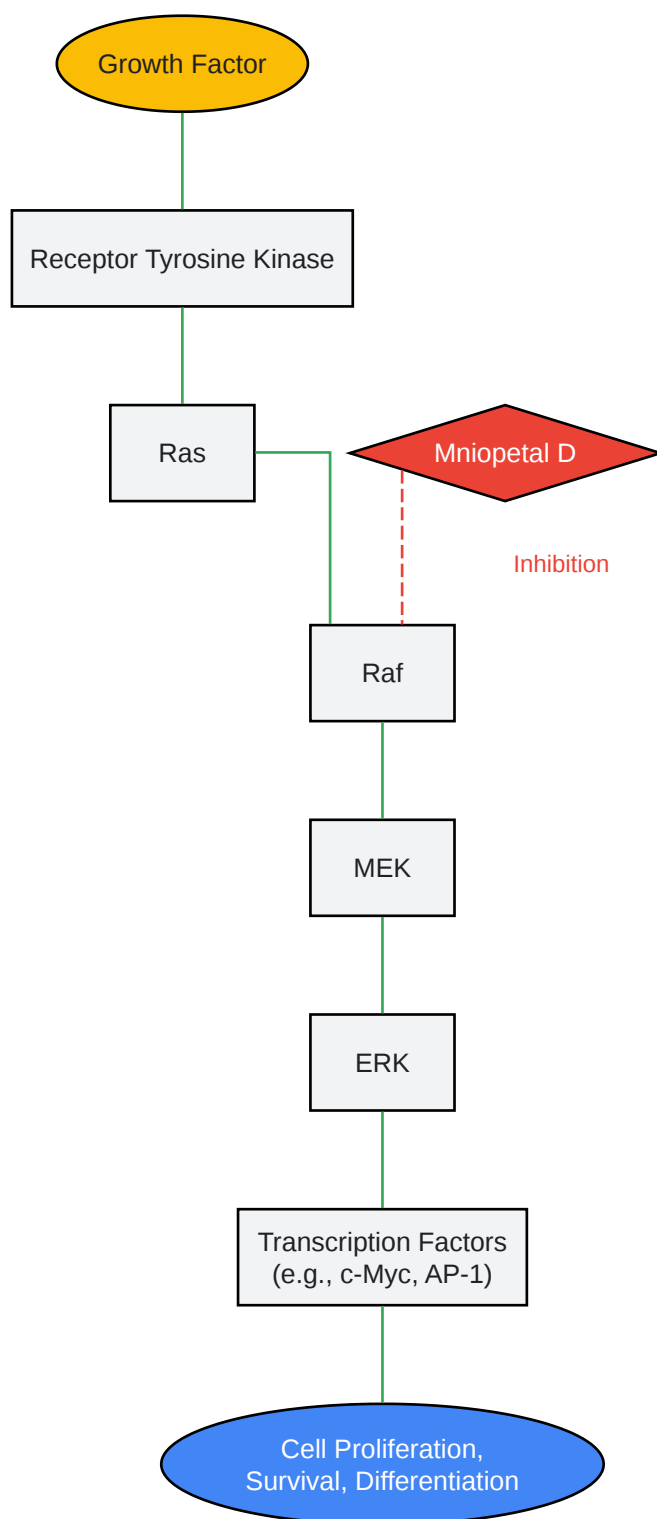 Growth Factor
Receptor Tyrosine Kinase
Ras
Mniopetal D
Inhibition
Raf
MEK
ERK
Transcription Factors
(e.g., c-Myc, AP-1)
Cell Proliferation,
Survival, Differentiation